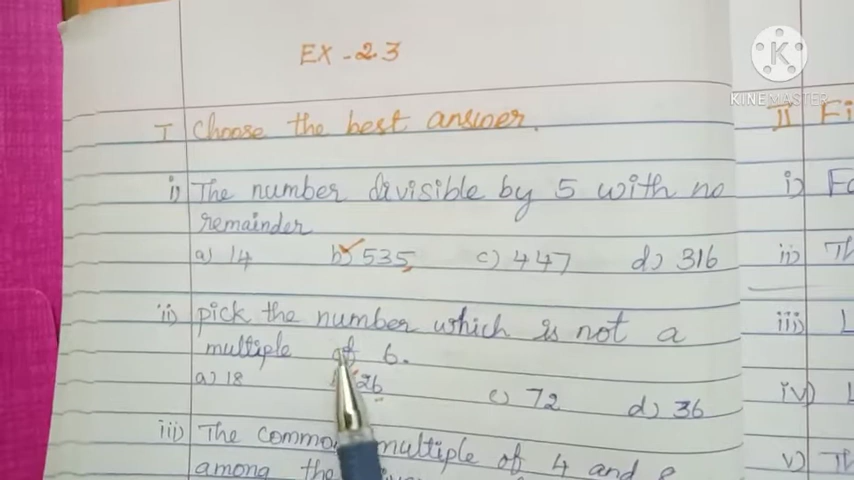 EX - 2.3
I Choose the best answer.
i) The number divisible by 5 with no
remainder
a) 14 b) 535 c) 447 d) 316
ii) pick the number which is not a
multiple of 6.
a) 18 26 c) 72 d) 36
iii) The common multiple of 4 and
among the
K
KINEMASTER
II
i)
ii)
iii)
iv)
v)